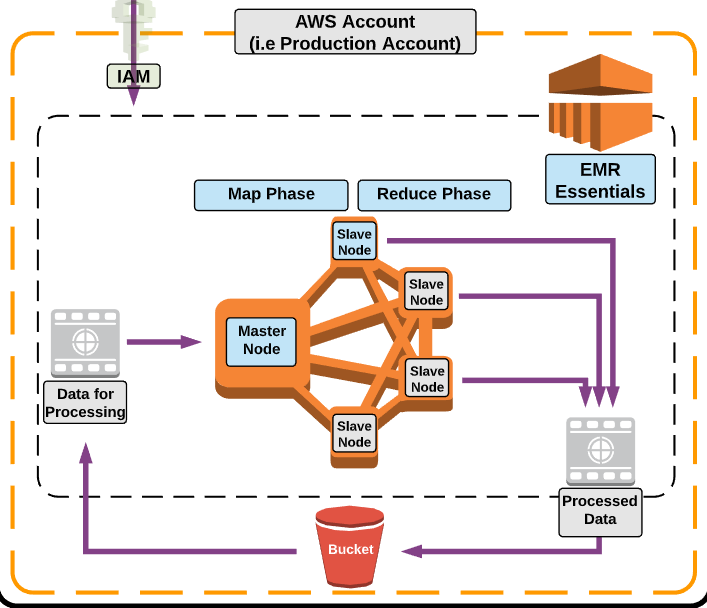 AWS Account
(i.e Production Account)
IAM
EMR
Essentials
Map Phase
Reduce Phase
Slave
Node
Slave
Node
Master
Node
Slave
Node
Data for
Processing
Slave
Node
Processed
Data
Bucket